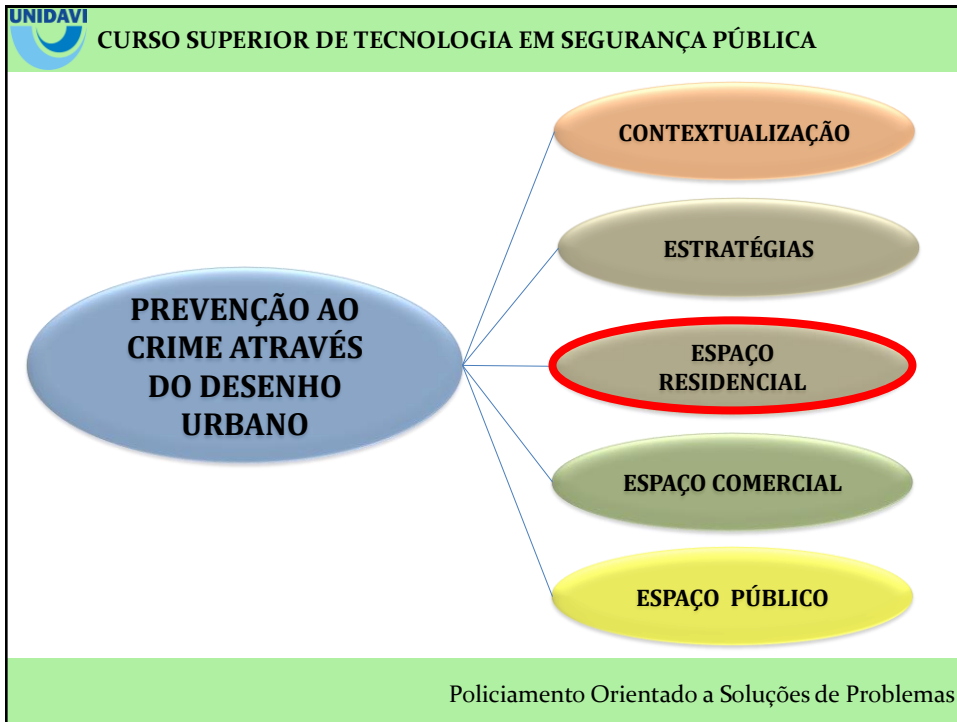 UNIDAVI
CURSO SUPERIOR DE TECNOLOGIA EM SEGURANÇA PÚBLICA
PREVENÇÃO AO
CRIME ATRAVÉS
DO DESENHO
URBANO
CONTEXTUALIZAÇÃO
ESTRATÉGIAS
ESPAÇO
RESIDENCIAL
ESPAÇO COMERCIAL
ESPAÇO PÚBLICO
Policiamento Orientado a Soluções de Problemas